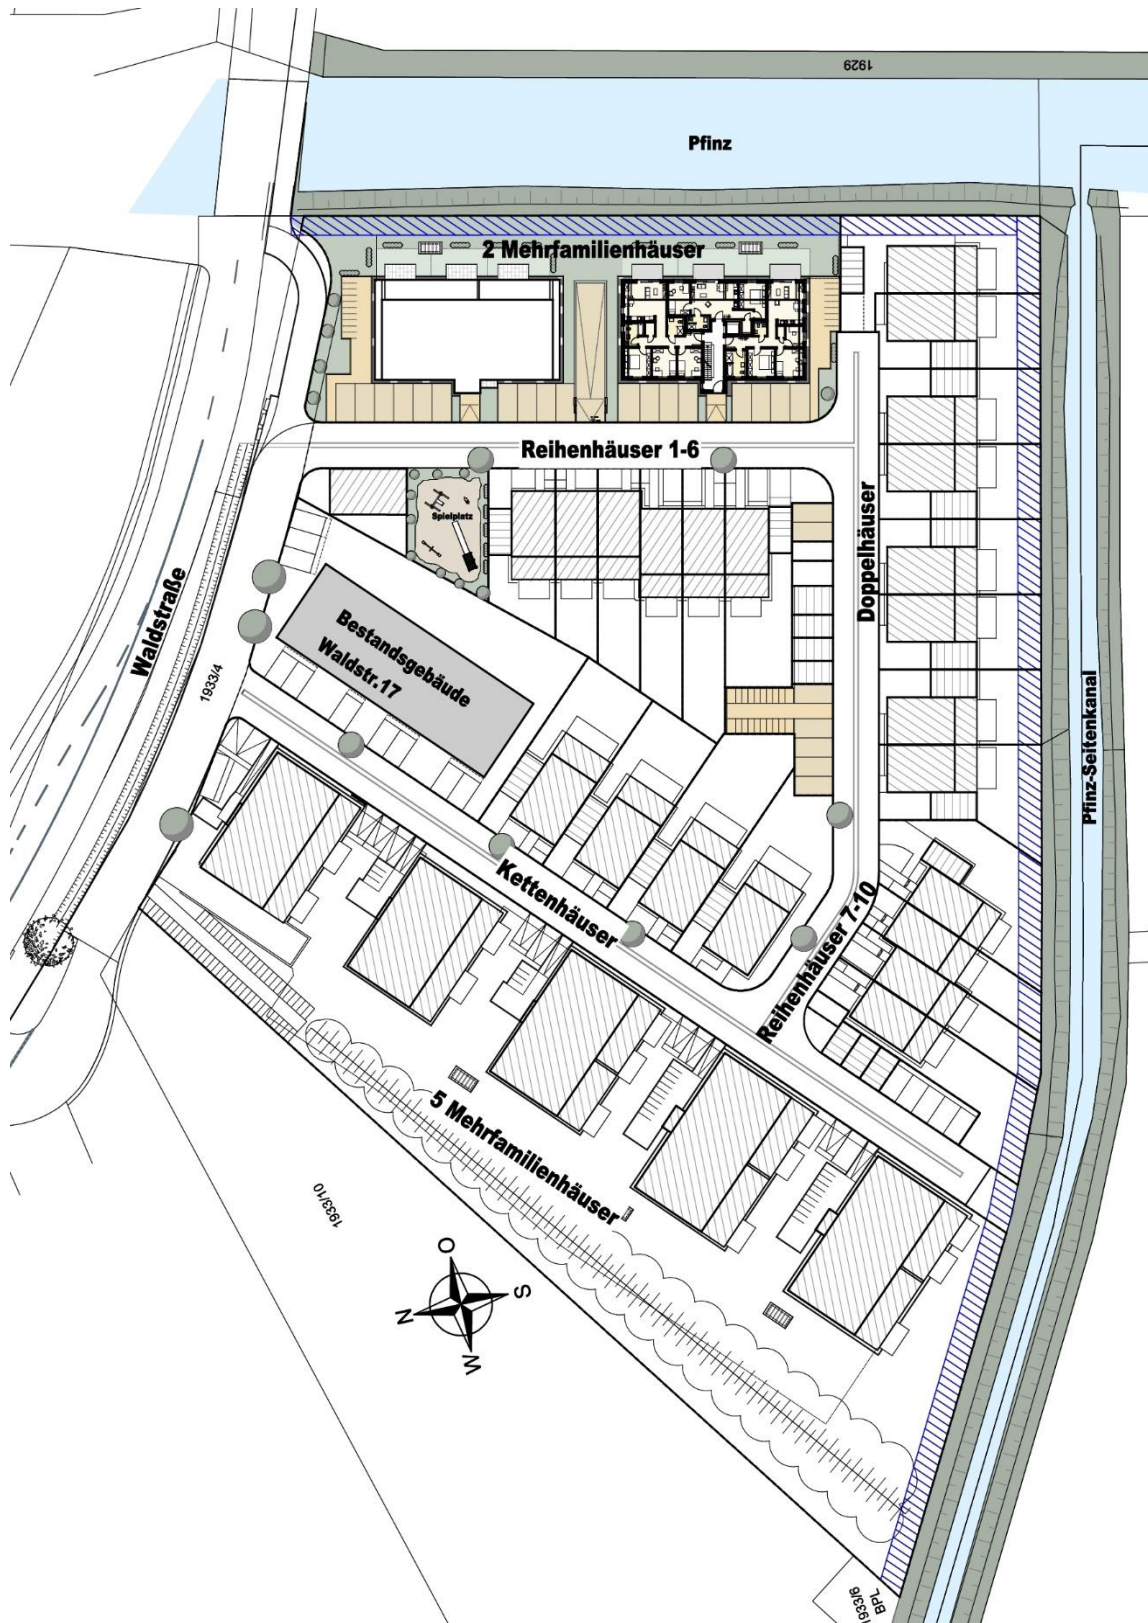 1929
Pfinz
2 Mehrfamilienhäuser
Reihenhäuser 1-6
Spielplatz
Doppelhäuser
Waldstraße
1933/4
Bestandsgebäude
Waldstr.17
Pfinz-Seitenkanal
Kettenhäuser
Reihenhäuser 7-10
5 Mehrfamilienhäuser
1933/10
O
S
N
W
1933/6
BPL